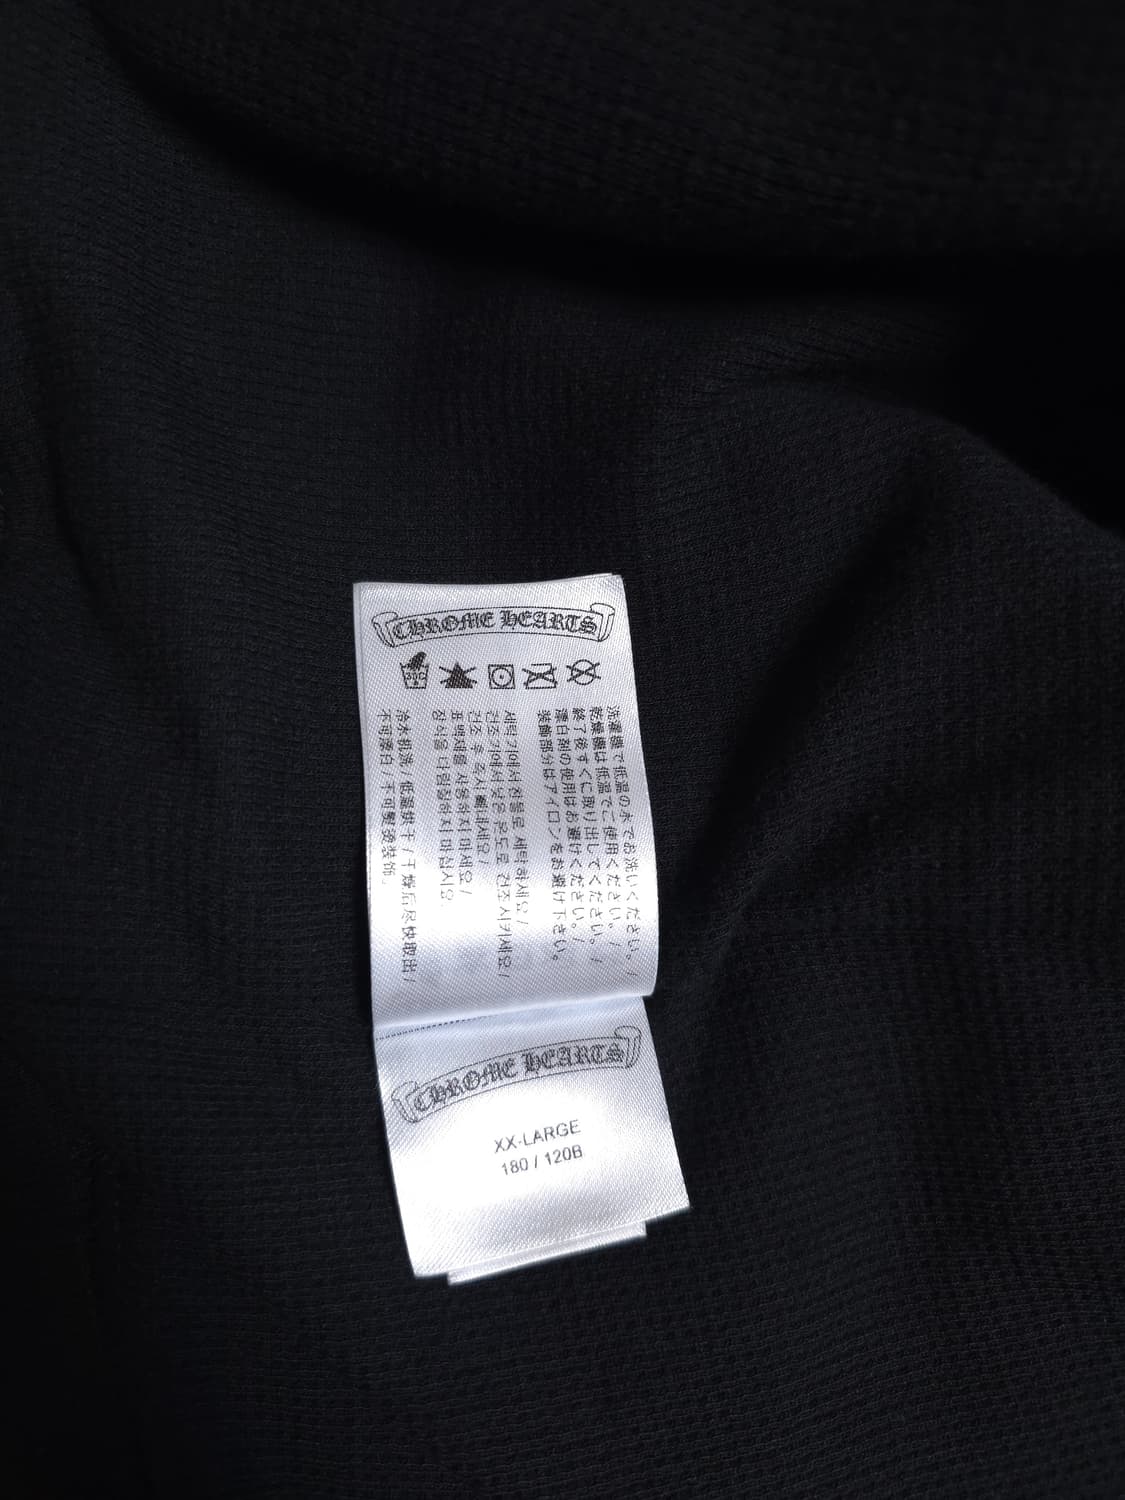 CHROME HEARTS
30C
洗濯機で低温の水でお洗いください。/
乾燥機は低温でご使用ください。/
終了後すぐに取り出してください。/
漂白剤の使用はお避けください。/
装飾部分はアイロンをお避け下さい。
세탁기에서 찬물로 세탁하세요/
건조기에서 낮은 온도로 건조시키세요/
건조 후 즉시 빼내세요/
표백제를 사용하지 마세요/
장식을 다림질하지 마십시오.
冷水机洗/低温烘干/干燥后尽快取出/
不可漂白/不可熨烫装饰.
CHROME HEARTS
XX-LARGE
180 / 120B